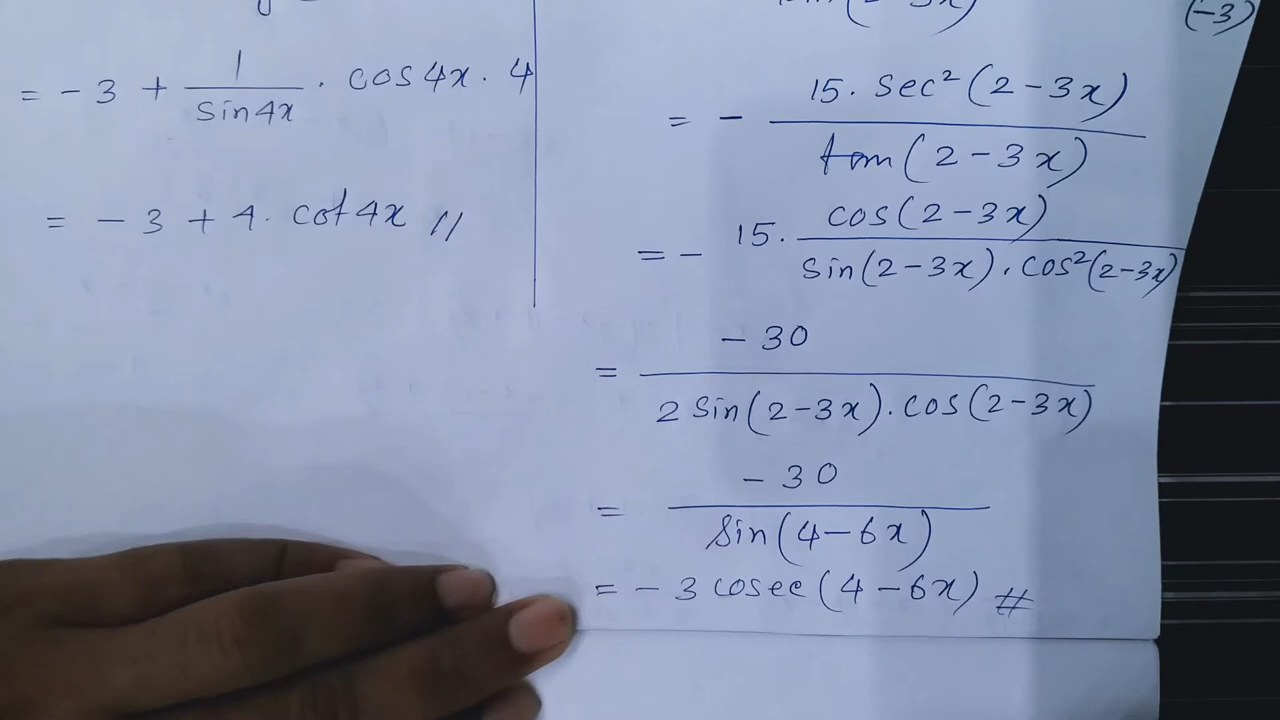 = -3 + 1/sin4x · cos4x · 4
= -3 + 4 · cot4x //
(-3)
= - 15 · sec²(2-3x) / tan(2-3x)
= - 15 · cos(2-3x) / sin(2-3x) · cos²(2-3x)
= -30 / 2 sin(2-3x) · cos(2-3x)
= -30 / sin(4-6x)
= -3 cosec(4-6x) #